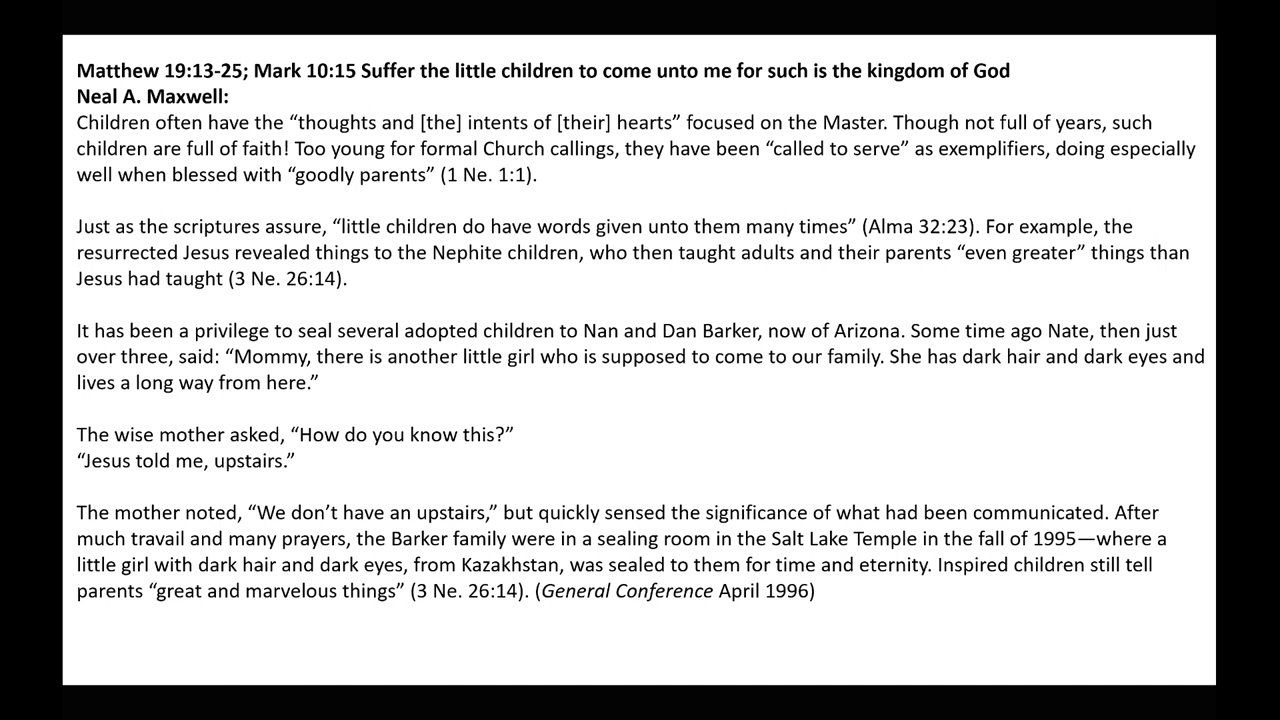 Matthew 19:13-25; Mark 10:15 Suffer the little children to come unto me for such is the kingdom of God
Neal A. Maxwell:
Children often have the “thoughts and [the] intents of [their] hearts” focused on the Master. Though not full of years, such
children are full of faith! Too young for formal Church callings, they have been “called to serve” as exemplifiers, doing especially
well when blessed with “goodly parents” (1 Ne. 1:1).
Just as the scriptures assure, “little children do have words given unto them many times” (Alma 32:23). For example, the
resurrected Jesus revealed things to the Nephite children, who then taught adults and their parents “even greater” things than
Jesus had taught (3 Ne. 26:14).
It has been a privilege to seal several adopted children to Nan and Dan Barker, now of Arizona. Some time ago Nate, then just
over three, said: “Mommy, there is another little girl who is supposed to come to our family. She has dark hair and dark eyes and
lives a long way from here.”
The wise mother asked, “How do you know this?”
“Jesus told me, upstairs.”
The mother noted, “We don’t have an upstairs,” but quickly sensed the significance of what had been communicated. After
much travail and many prayers, the Barker family were in a sealing room in the Salt Lake Temple in the fall of 1995—where a
little girl with dark hair and dark eyes, from Kazakhstan, was sealed to them for time and eternity. Inspired children still tell
parents “great and marvelous things” (3 Ne. 26:14). (General Conference April 1996)